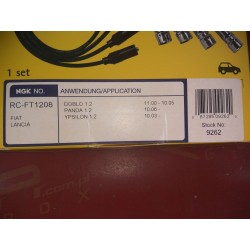 1 set
NGK NO.
ANWENDUNG/APPLICATION
RC-FT1208
FIAT
LANCIA
DOBLO 1.2 11.00 - 10.05
PANDA 1.2 10.06 -
YPSILON 1.2 10.03 -
Stock No.
9262